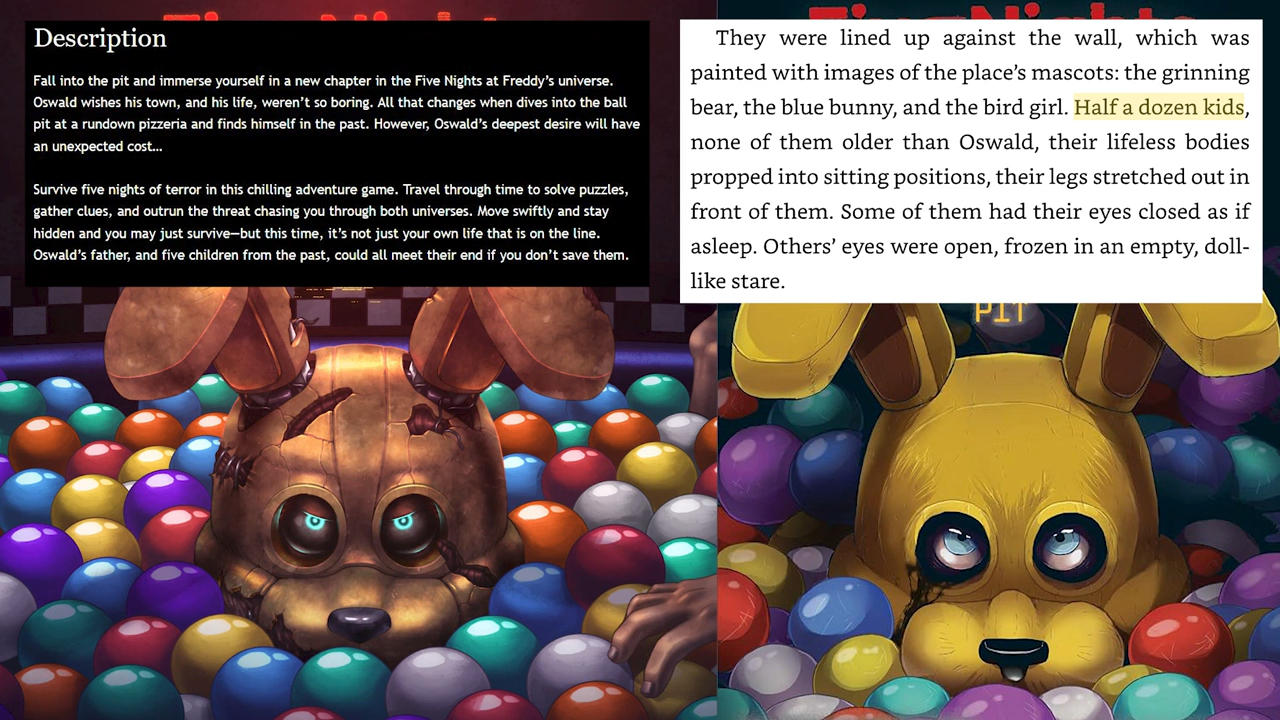 Description
Fall into the pit and immerse yourself in a new chapter in the Five Nights at Freddy's universe.
Oswald wishes his town, and his life, weren't so boring. All that changes when dives into the ball
pit at a rundown pizzeria and finds himself in the past. However, Oswald's deepest desire will have
an unexpected cost...
Survive five nights of terror in this chilling adventure game. Travel through time to solve puzzles,
gather clues, and outrun the threat chasing you through both universes. Move swiftly and stay
hidden and you may just survive—but this time, it's not just your own life that is on the line.
Oswald's father, and five children from the past, could all meet their end if you don't save them.
They were lined up against the wall, which was
painted with images of the place's mascots: the grinning
bear, the blue bunny, and the bird girl. Half a dozen kids,
none of them older than Oswald, their lifeless bodies
propped into sitting positions, their legs stretched out in
front of them. Some of them had their eyes closed as if
asleep. Others' eyes were open, frozen in an empty, doll-
like stare.
PIT